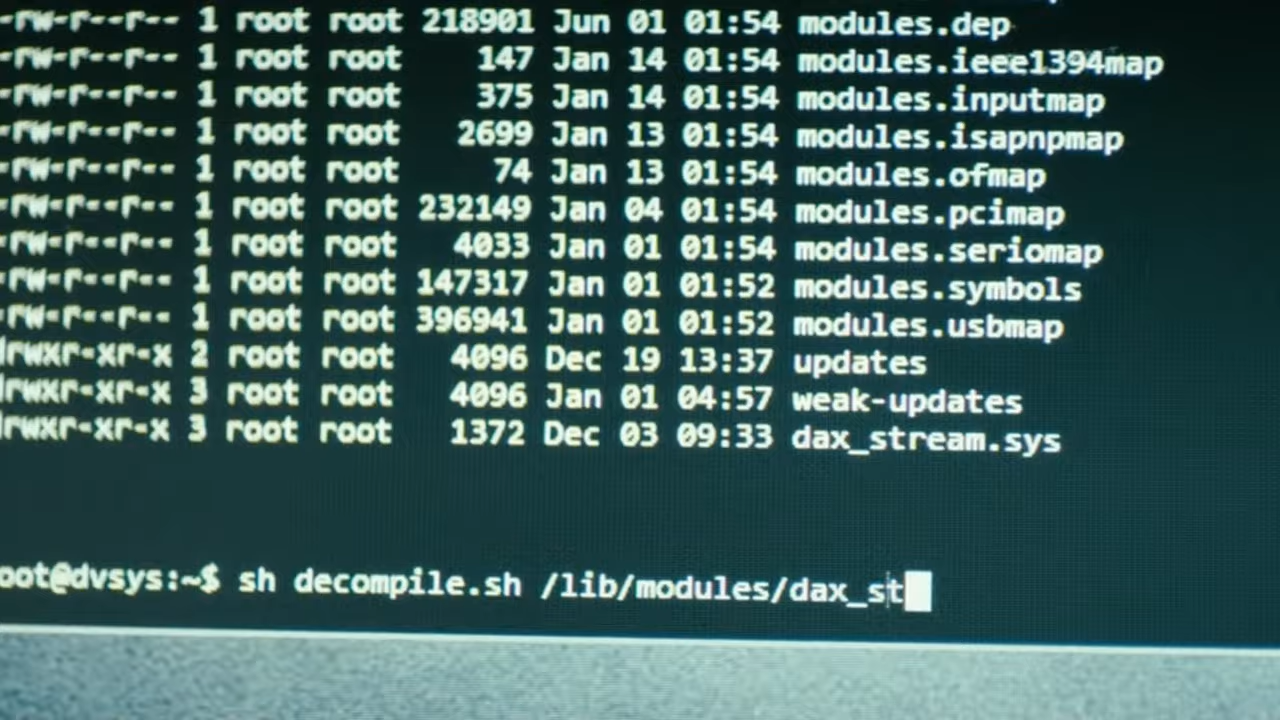 -rw-r--r-- 1 root root 218901 Jun 01 01:54 modules.dep
-rw-r--r-- 1 root root 147 Jan 14 01:54 modules.ieee1394map
-rw-r--r-- 1 root root 375 Jan 14 01:54 modules.inputmap
-rw-r--r-- 1 root root 2699 Jan 13 01:54 modules.isapnpmap
-rw-r--r-- 1 root root 74 Jan 13 01:54 modules.ofmap
-rw-r--r-- 1 root root 232149 Jan 04 01:54 modules.pcimap
-rw-r--r-- 1 root root 4033 Jan 01 01:54 modules.seriomap
-rw-r--r-- 1 root root 147317 Jan 01 01:52 modules.symbols
-rw-r--r-- 1 root root 396941 Jan 01 01:52 modules.usbmap
drwxr-xr-x 2 root root 4096 Dec 19 13:37 updates
drwxr-xr-x 3 root root 4096 Jan 01 04:57 weak-updates
drwxr-xr-x 3 root root 1372 Dec 03 09:33 dax_stream.sys
oot@dvsys:~$ sh decompile.sh /lib/modules/dax_st